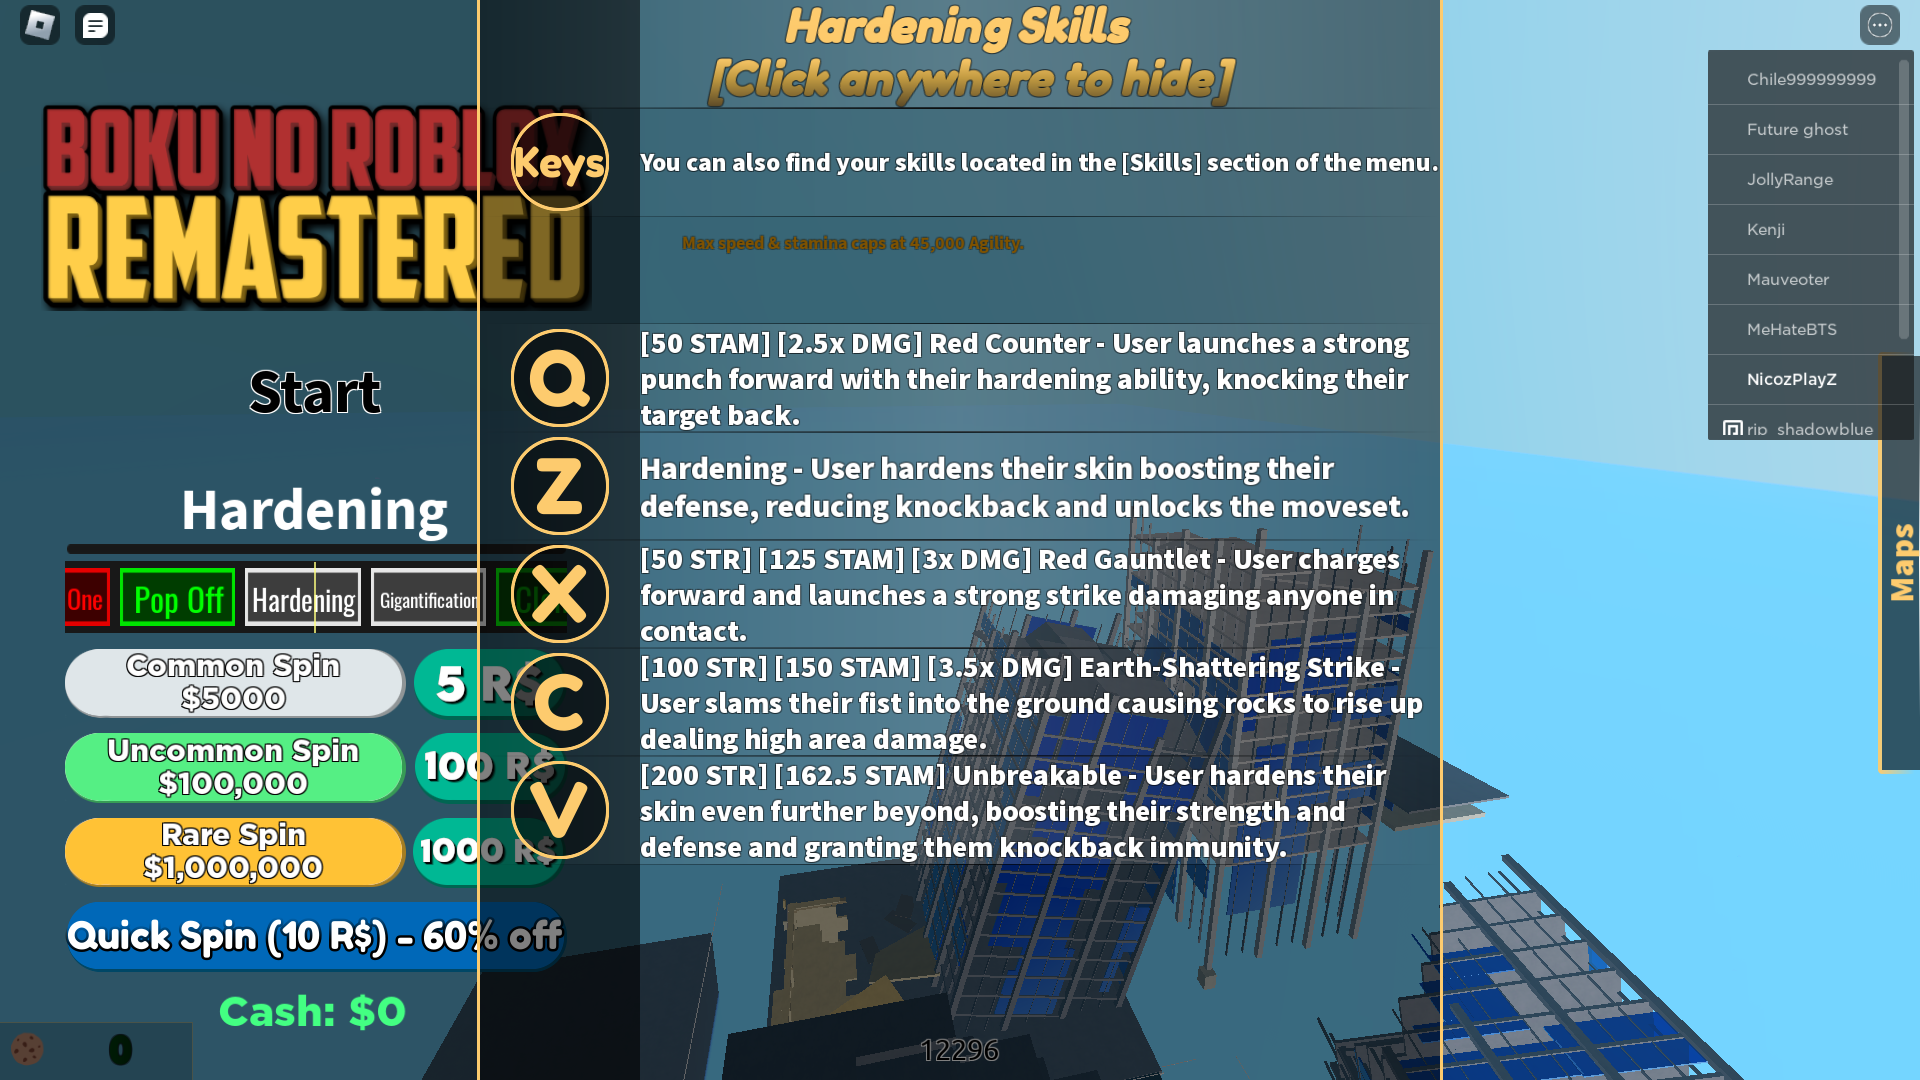 Hardening Skills
[Click anywhere to hide]
BOKU NO ROBLOX
REMASTERED
Keys
You can also find your skills located in the [Skills] section of the menu.
Max speed & stamina caps at 45,000 Agility.
Q
[50 STAM] [2.5x DMG] Red Counter - User launches a strong
punch forward with their hardening ability, knocking their
target back.
Z
Hardening - User hardens their skin boosting their
defense, reducing knockback and unlocks the moveset.
X
[50 STR] [125 STAM] [3x DMG] Red Gauntlet - User charges
forward and launches a strong strike damaging anyone in
contact.
C
[100 STR] [150 STAM] [3.5x DMG] Earth-Shattering Strike -
User slams their fist into the ground causing rocks to rise up
dealing high area damage.
V
[200 STR] [162.5 STAM] Unbreakable - User hardens their
skin even further beyond, boosting their strength and
defense and granting them knockback immunity.
Start
Hardening
One Pop Off Hardening Gigantification
Common Spin
$5000
5 R$
Uncommon Spin
$100,000
100 R$
Rare Spin
$1,000,000
1000 R$
Quick Spin (10 R$) - 60% off
Cash: $0
0
12296
Chile999999999
Future ghost
JollyRange
Kenji
Mauveoter
MeHateBTS
NicozPlayZ
rip_shadowblue
Maps